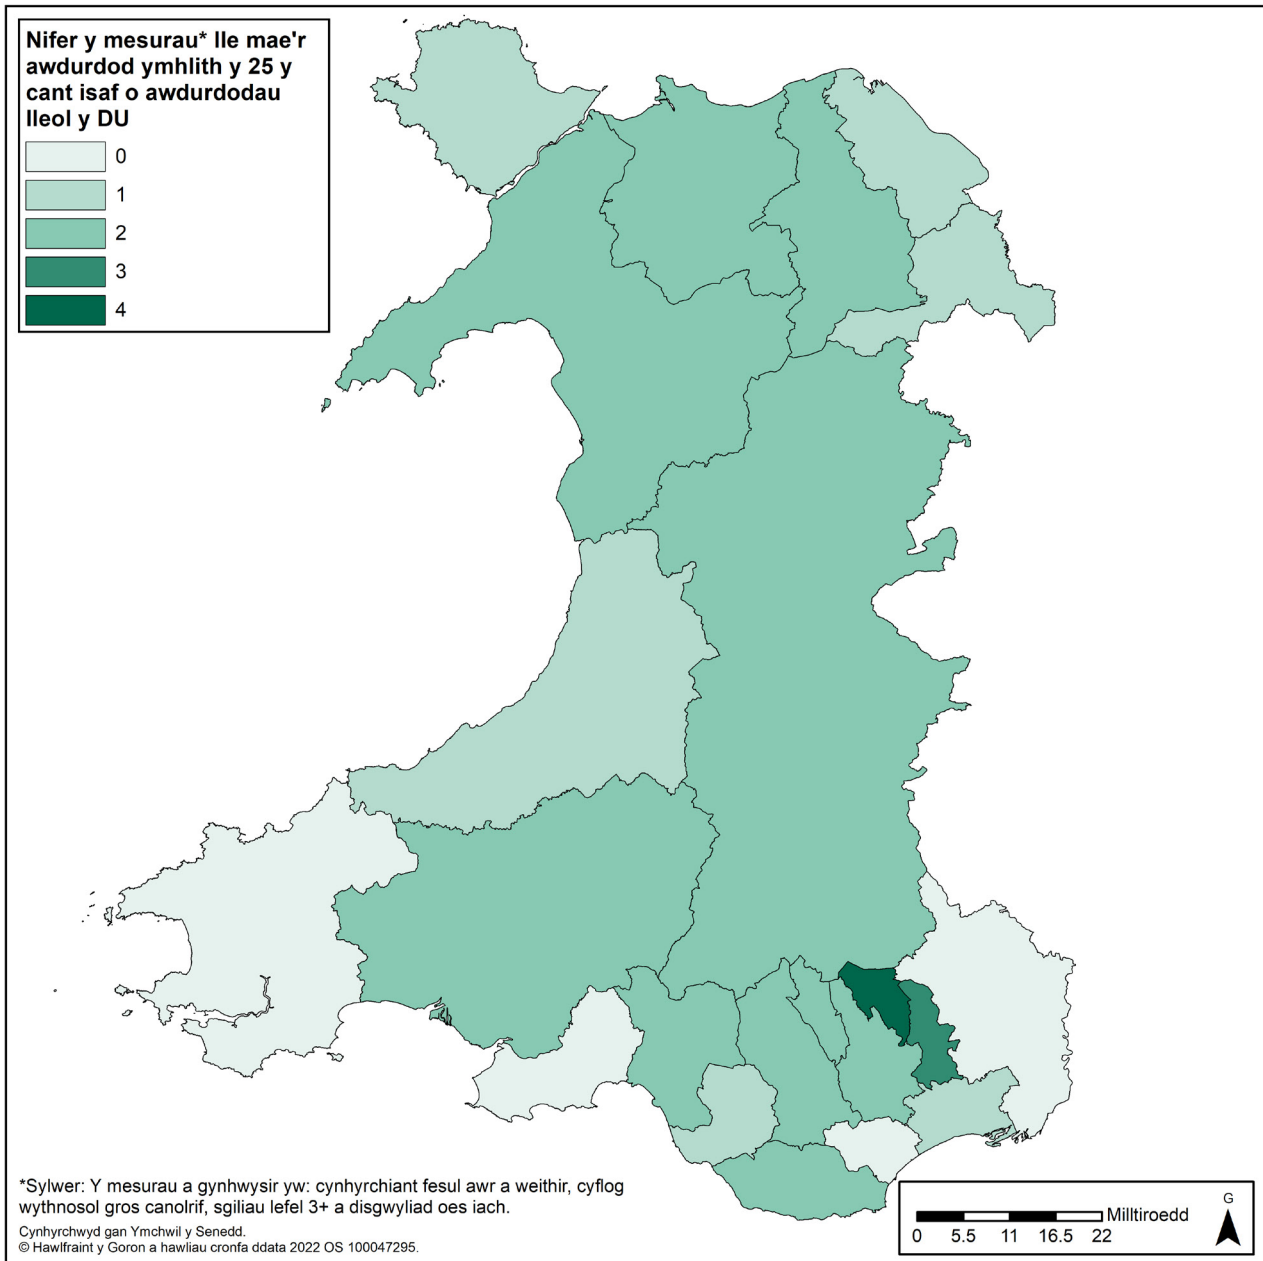 Nifer y mesurau* lle mae'r
awdurdod ymhlith y 25 y
cant isaf o awdurdodau
lleol y DU
0
1
2
3
4
*Sylwer: Y mesurau a gynhwysir yw: cynhyrchiant fesul awr a weithir, cyflog
wythnosol gros canolrif, sgiliau lefel 3+ a disgwyliad oes iach.
Cynhyrchwyd gan Ymchwil y Senedd.
© Hawlfraint y Goron a hawliau cronfa ddata 2022 OS 100047295.
Milltiroedd
0 5.5 11 16.5 22
G